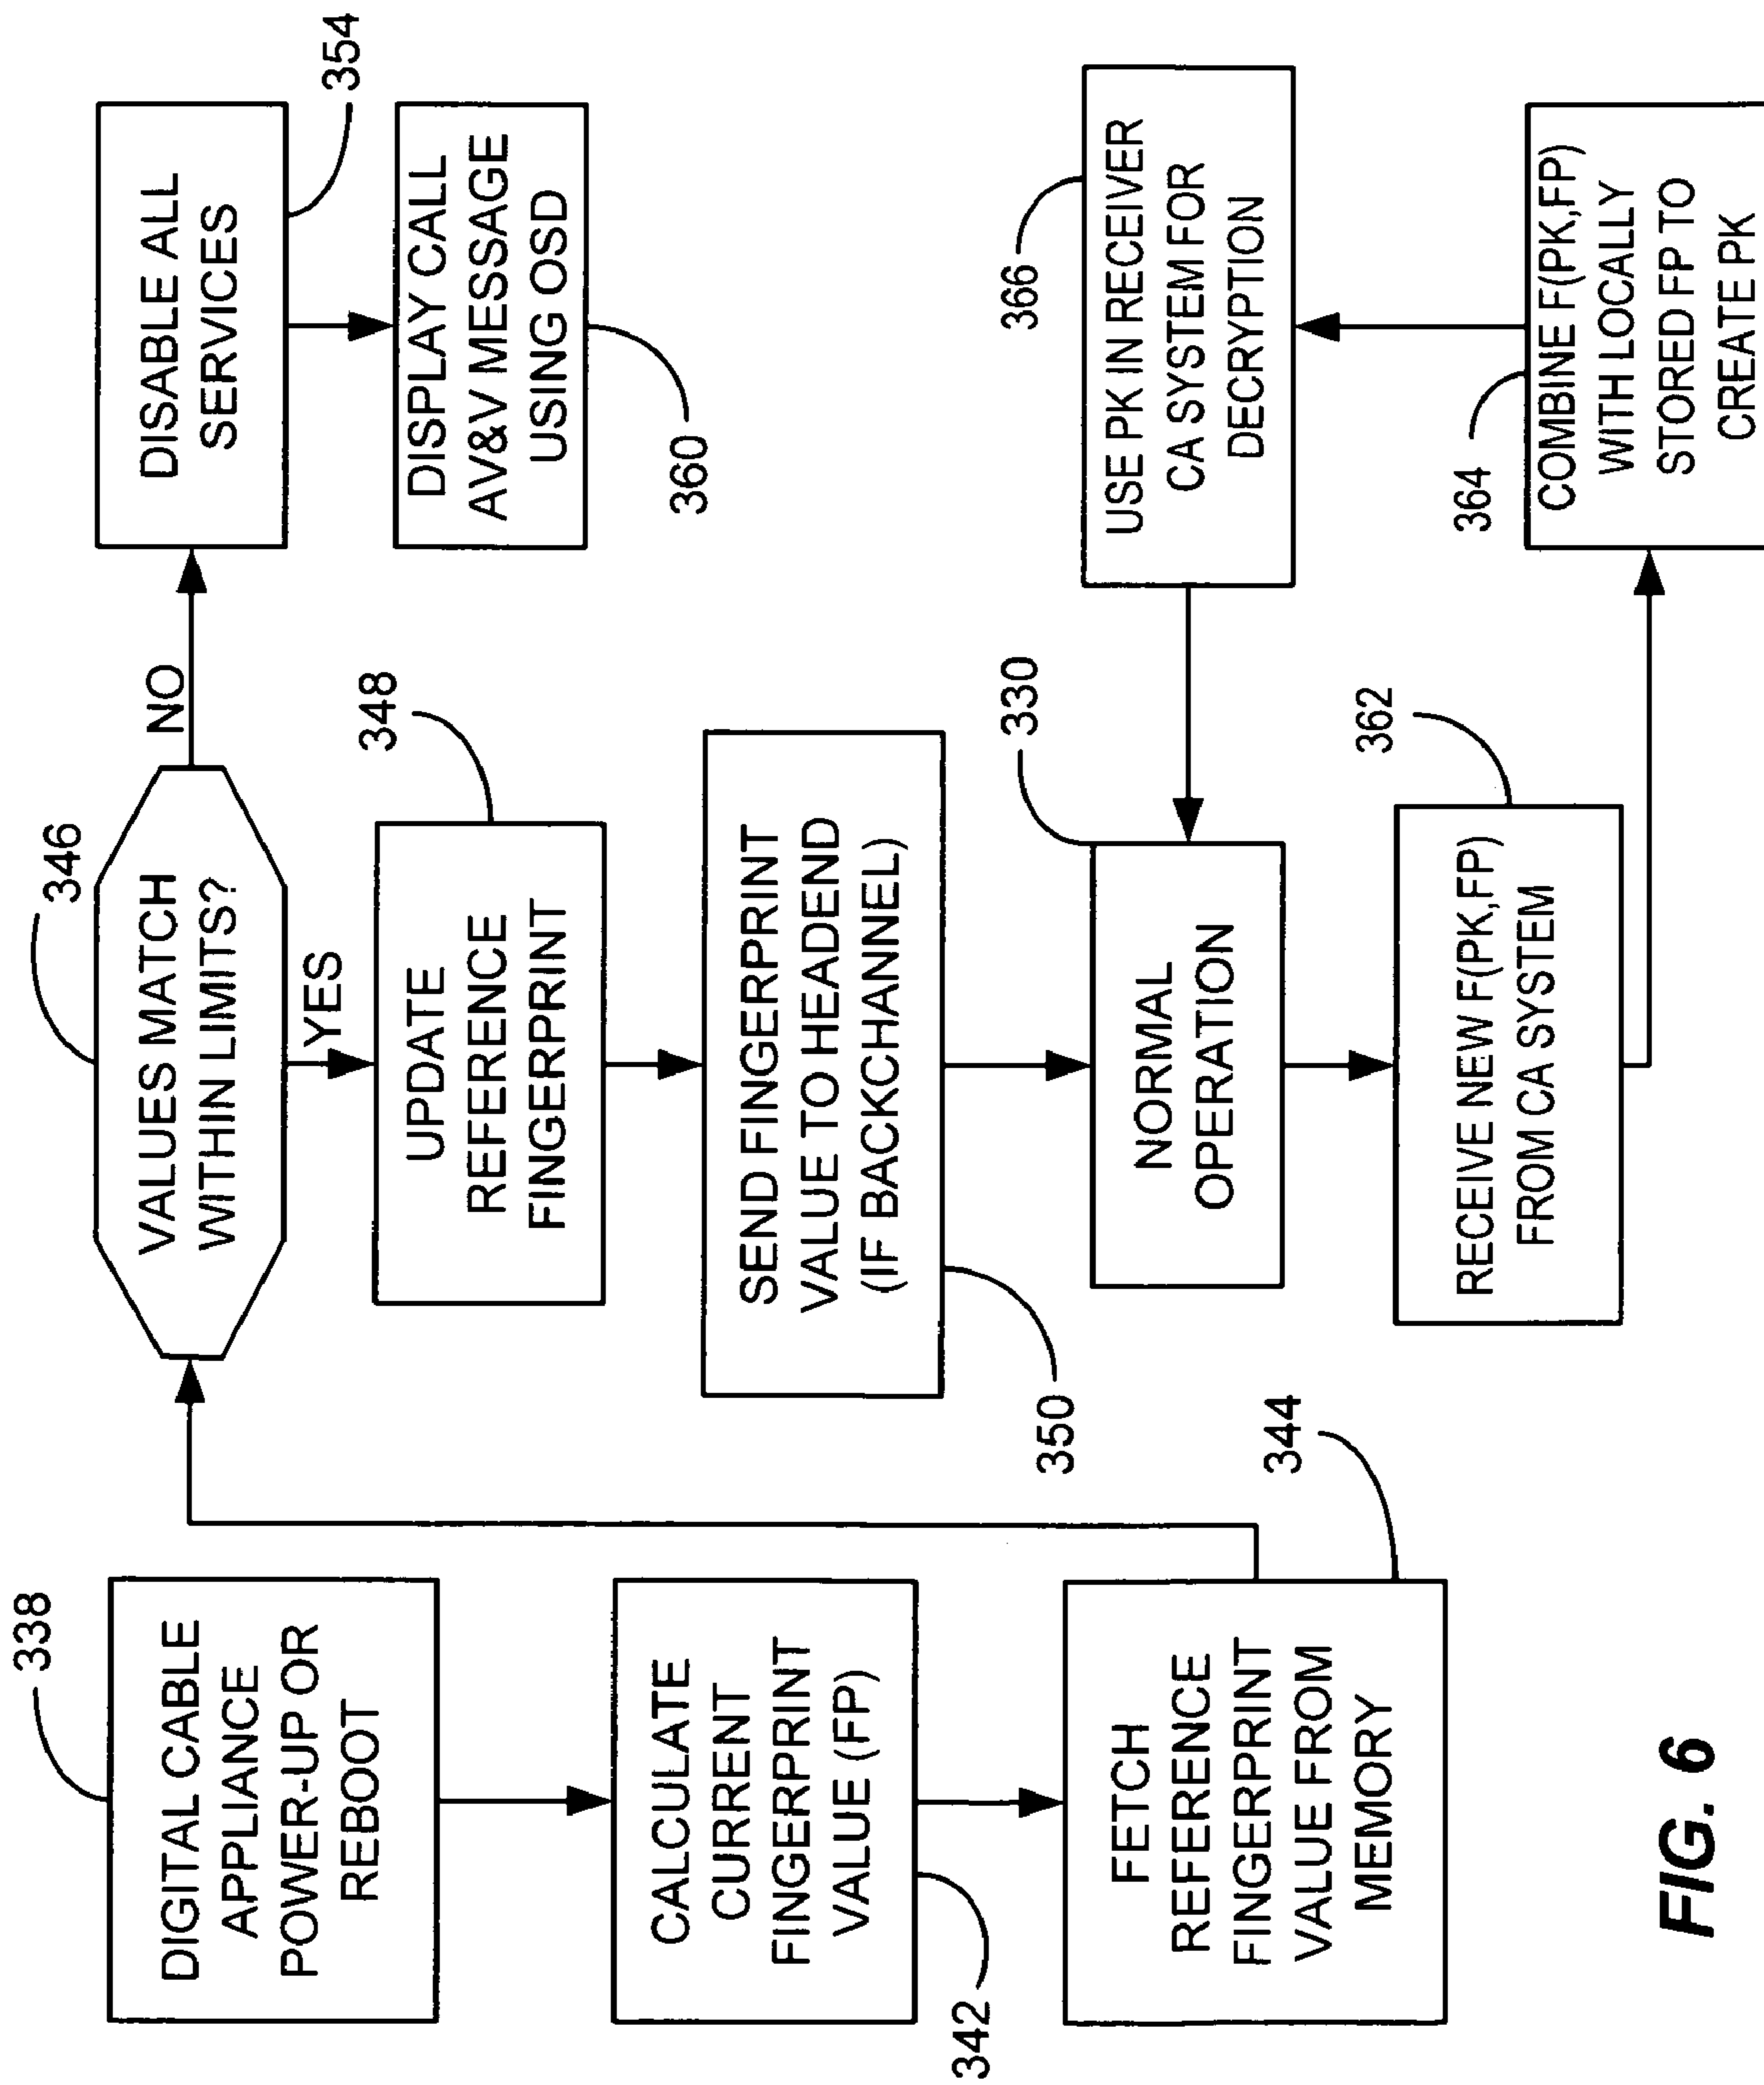 338
DIGITAL CABLE
APPLIANCE
POWER-UP OR
REBOOT
CALCULATE
CURRENT
FINGERPRINT
VALUE (FP)
342
FETCH
REFERENCE
FINGERPRINT
VALUE FROM
MEMORY
344
346
VALUES MATCH
WITHIN LIMITS?
NO
YES
348
UPDATE
REFERENCE
FINGERPRINT
SEND FINGERPRINT
VALUE TO HEADEND
(IF BACKCHANNEL)
350
330
NORMAL
OPERATION
362
RECEIVE NEW F(PK,FP)
FROM CA SYSTEM
DISABLE ALL
SERVICES
354
DISPLAY CALL
AV&V MESSAGE
USING OSD
360
366
USE PK IN RECEIVER
CA SYSTEM FOR
DECRYPTION
364
COMBINE F(PK,FP)
WITH LOCALLY
STORED FP TO
CREATE PK
FIG. 6